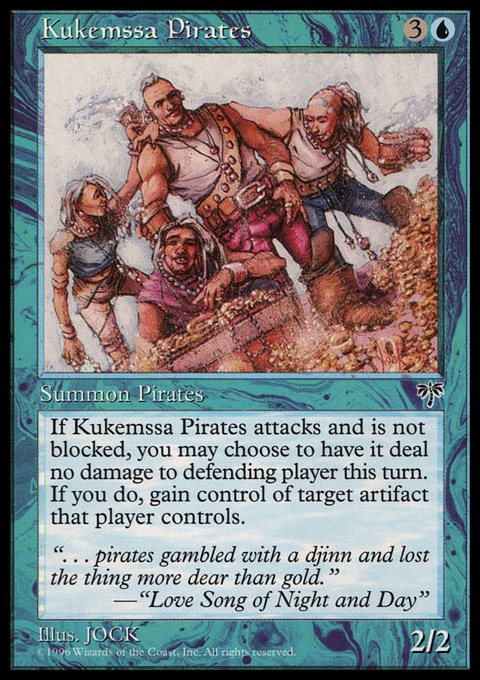 Kukemssa Pirates 3
Summon Pirates
If Kukemssa Pirates attacks and is not
blocked, you may choose to have it deal
no damage to defending player this turn.
If you do, gain control of target artifact
that player controls.
“. . . pirates gambled with a djinn and lost
the thing more dear than gold.”
—“Love Song of Night and Day”
Illus. JOCK
2/2
©1996 Wizards of the Coast, Inc. All rights reserved.